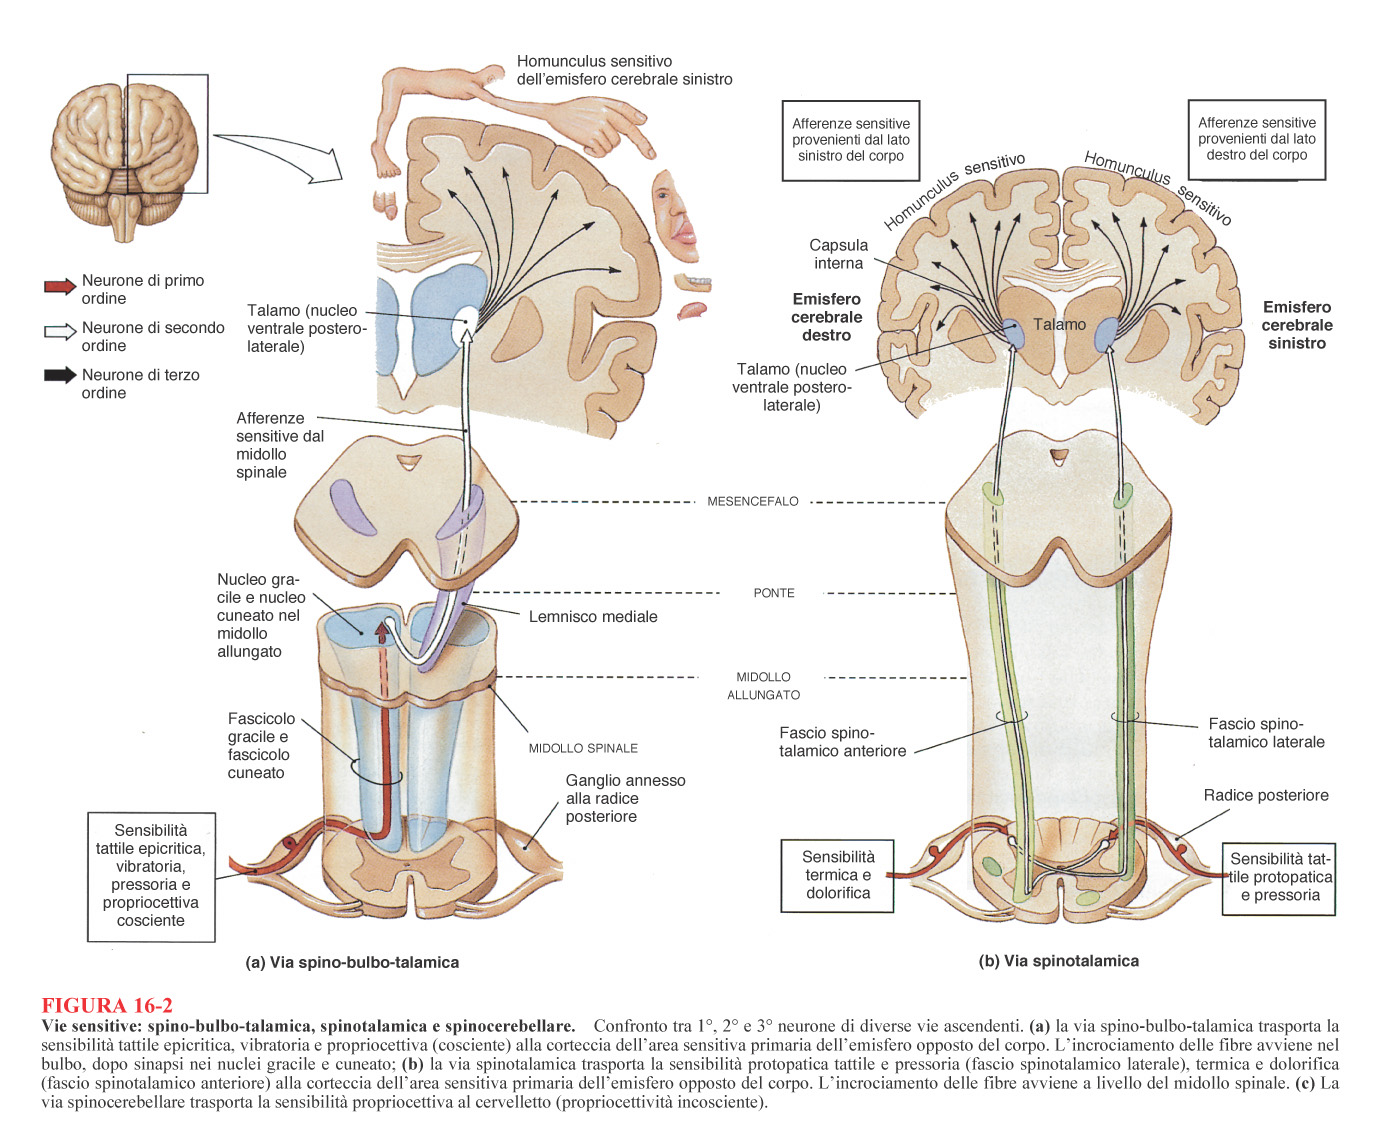 Homunculus sensitivo
dell'emisfero cerebrale sinistro
Neurone di primo
ordine
Neurone di secondo
ordine
Neurone di terzo
ordine
Talamo (nucleo
ventrale postero-
laterale)
Afferenze
sensitive dal
midollo
spinale
Nucleo gra-
cile e nucleo
cuneato nel
midollo
allungato
Lemnisco mediale
Fascicolo
gracile e
fascicolo
cuneato
MIDOLLO SPINALE
Ganglio annesso
alla radice
posteriore
Sensibilità
tattile epicritica,
vibratoria,
pressoria e
propriocettiva
cosciente
(a) Via spino-bulbo-talamica
MESENCEFALO
PONTE
MIDOLLO
ALLUNGATO
Afferenze sensitive
provenienti dal lato
sinistro del corpo
Afferenze sensitive
provenienti dal lato
destro del corpo
Homunculus sensitivo
Homunculus sensitivo
Capsula
interna
Emisfero
cerebrale
destro
Talamo
Emisfero
cerebrale
sinistro
Talamo (nucleo
ventrale postero-
laterale)
Fascio spino-
talamico anteriore
Fascio spino-
talamico laterale
Radice posteriore
Sensibilità
termica e
dolorifica
Sensibilità tat-
tile protopatica
e pressoria
(b) Via spinotalamica
FIGURA 16-2
Vie sensitive: spino-bulbo-talamica, spinotalamica e spinocerebellare. Confronto tra 1°, 2° e 3° neurone di diverse vie ascendenti. (a) la via spino-bulbo-talamica trasporta la
sensibilità tattile epicritica, vibratoria e propriocettiva (cosciente) alla corteccia dell'area sensitiva primaria dell'emisfero opposto del corpo. L'incrociamento delle fibre avviene nel
bulbo, dopo sinapsi nei nuclei gracile e cuneato; (b) la via spinotalamica trasporta la sensibilità protopatica tattile e pressoria (fascio spinotalamico laterale), termica e dolorifica
(fascio spinotalamico anteriore) alla corteccia dell'area sensitiva primaria dell'emisfero opposto del corpo. L'incrociamento delle fibre avviene a livello del midollo spinale. (c) La
via spinocerebellare trasporta la sensibilità propriocettiva al cervelletto (propriocettività incosciente).